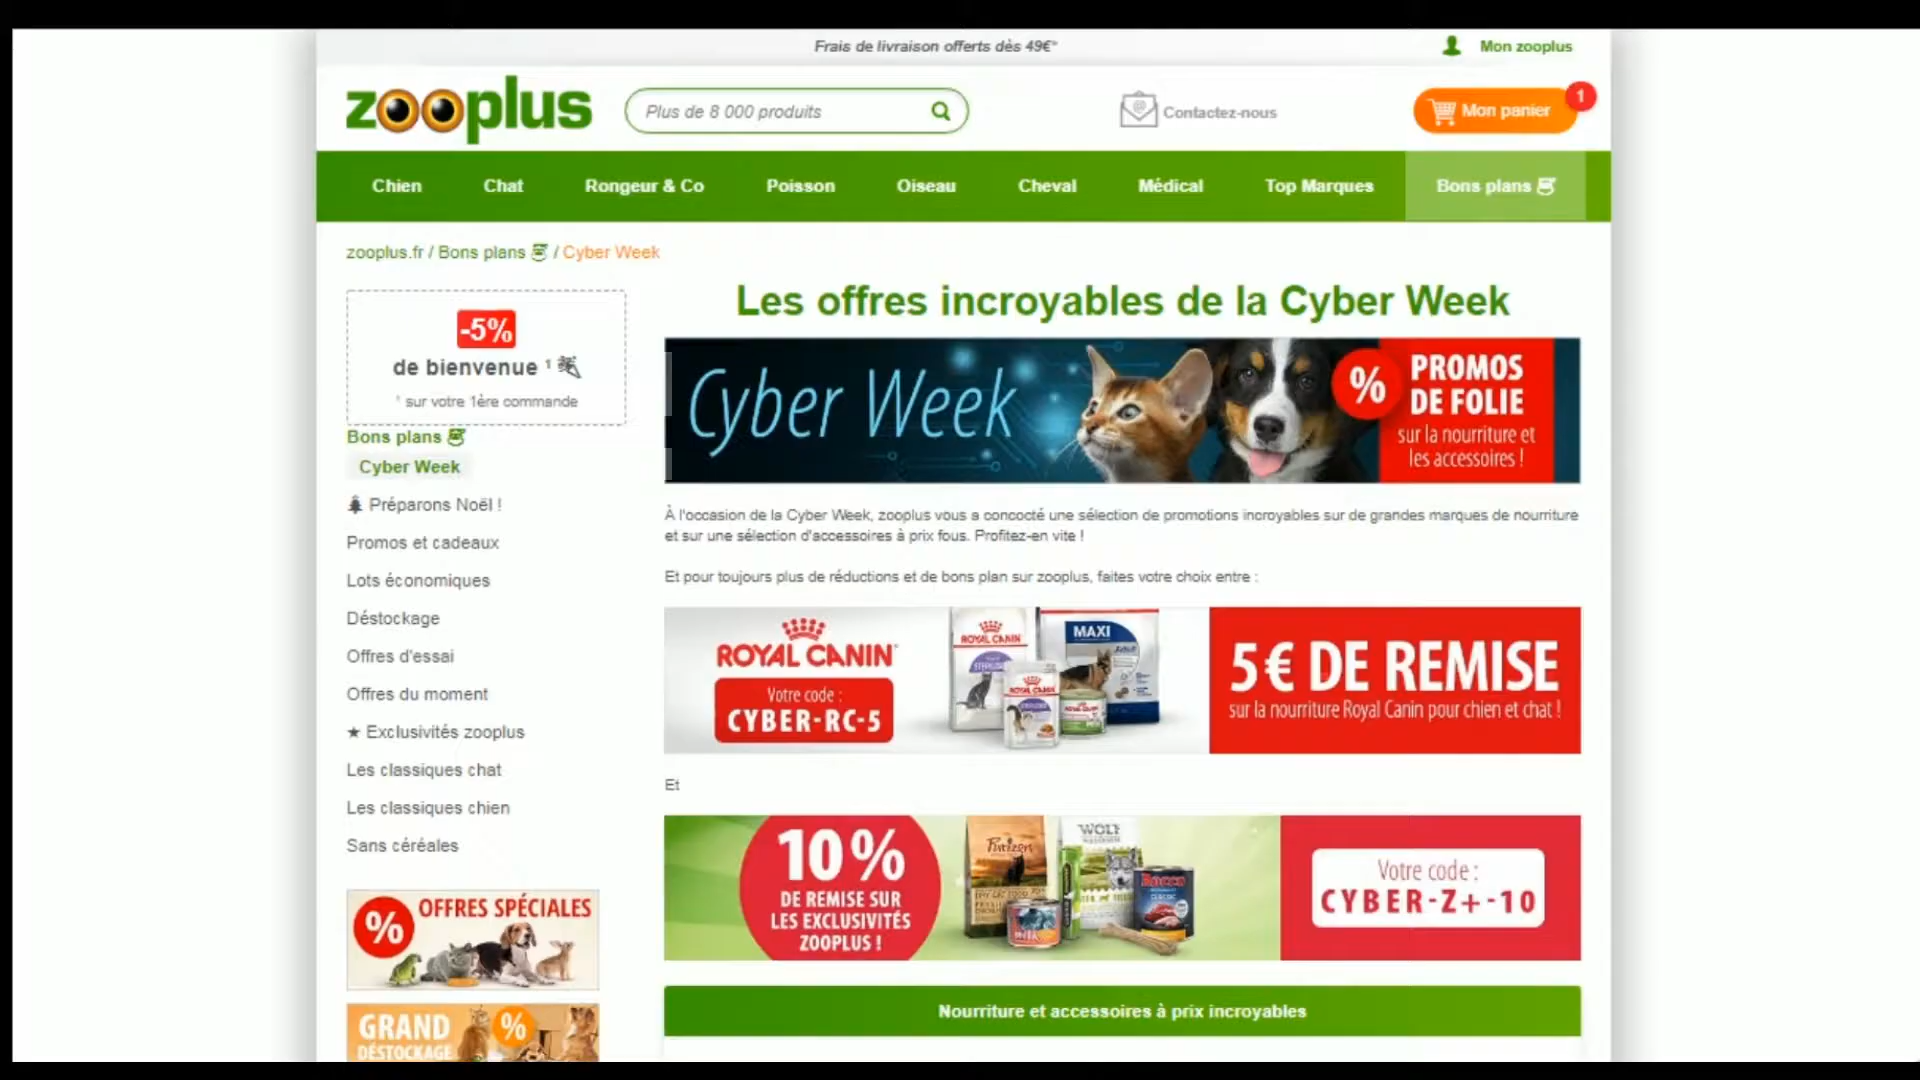 Frais de livraison offerts dès 49€*
Mon zooplus
zooplus
Plus de 8 000 produits
Contactez-nous
Mon panier
1
Chien
Chat
Rongeur & Co
Poisson
Oiseau
Cheval
Médical
Top Marques
Bons plans
zooplus.fr / Bons plans / Cyber Week
-5%
de bienvenue ¹
¹ sur votre 1ère commande
Bons plans
Cyber Week
Préparons Noël !
Promos et cadeaux
Lots économiques
Déstockage
Offres d'essai
Offres du moment
★ Exclusivités zooplus
Les classiques chat
Les classiques chien
Sans céréales
% OFFRES SPÉCIALES
GRAND %
DÉSTOCKAGE
Les offres incroyables de la Cyber Week
Cyber Week
%
PROMOS
DE FOLIE
sur la nourriture et
les accessoires !
À l'occasion de la Cyber Week, zooplus vous a concocté une sélection de promotions incroyables sur de grandes marques de nourriture
et sur une sélection d'accessoires à prix fous. Profitez-en vite !
Et pour toujours plus de réductions et de bons plan sur zooplus, faites votre choix entre :
ROYAL CANIN
Votre code :
CYBER-RC-5
ROYAL CANIN
MAXI
ROYAL CANIN
5€ DE REMISE
sur la nourriture Royal Canin pour chien et chat !
Et
10%
DE REMISE SUR
LES EXCLUSIVITÉS
ZOOPLUS !
Purizon
WOLF
Rocco
Votre code :
CYBER-Z+-10
Nourriture et accessoires à prix incroyables